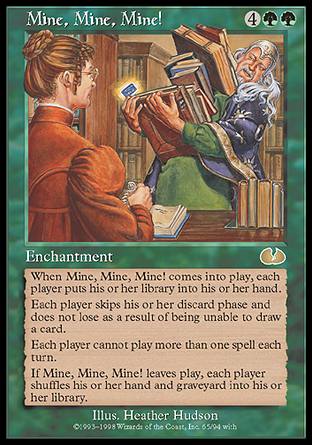 Mine, Mine, Mine! 4
Enchantment
When Mine, Mine, Mine! comes into play, each
player puts his or her library into his or her hand.
Each player skips his or her discard phase and
does not lose as a result of being unable to draw
a card.
Each player cannot play more than one spell each
turn.
If Mine, Mine, Mine! leaves play, each player
shuffles his or her hand and graveyard into his or
her library.
Illus. Heather Hudson
©1993–1998 Wizards of the Coast, Inc. 65/94 with